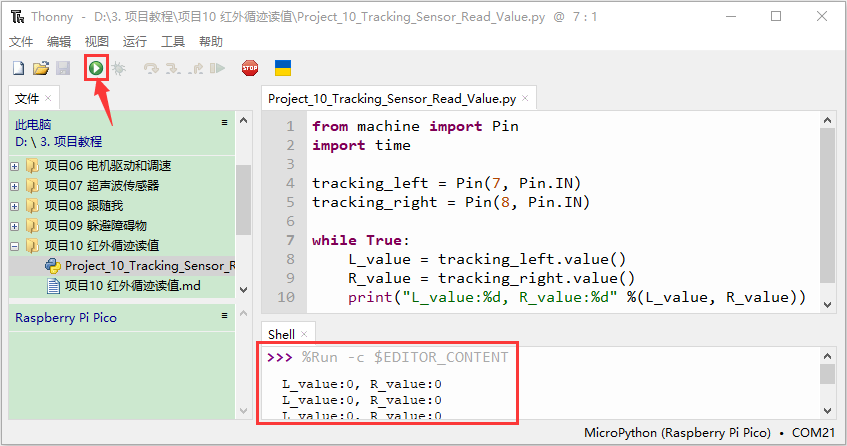 Thonny - D:\3. 项目教程\项目10 红外循迹读值\Project_10_Tracking_Sensor_Read_Value.py @ 7 : 1
文件 编辑 视图 运行 工具 帮助
STOP
文件 ×
此电脑
D: \ 3. 项目教程
项目06 电机驱动和调速
项目07 超声波传感器
项目08 跟随我
项目09 躲避障碍物
项目10 红外循迹读值
Project_10_Tracking_Sensor_R
项目10 红外循迹读值.md
Raspberry Pi Pico
Project_10_Tracking_Sensor_Read_Value.py ×
1 from machine import Pin
2 import time
3
4 tracking_left = Pin(7, Pin.IN)
5 tracking_right = Pin(8, Pin.IN)
6
7 while True:
8 L_value = tracking_left.value()
9 R_value = tracking_right.value()
10 print("L_value:%d, R_value:%d" %(L_value, R_value))
Shell ×
>>> %Run -c $EDITOR_CONTENT
L_value:0, R_value:0
L_value:0, R_value:0
L_value:0, R_value:0
MicroPython (Raspberry Pi Pico) • COM21